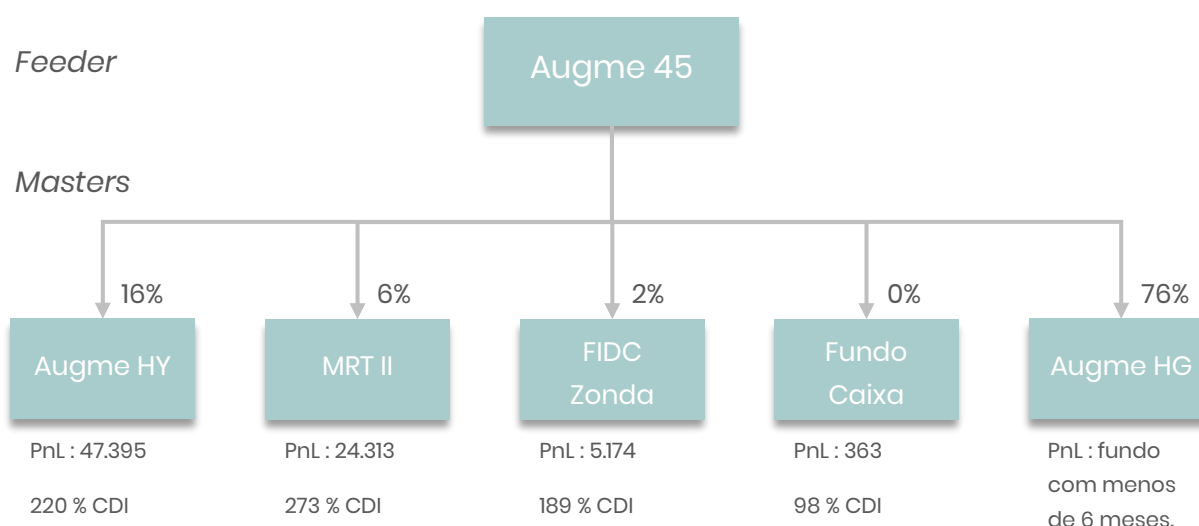 Feeder
Augme 45
Masters
16%
6%
2%
0%
76%
Augme HY
MRT II
FIDC
Zonda
Fundo
Caixa
Augme HG
PnL : 47.395
220 % CDI
PnL : 24.313
273 % CDI
PnL : 5.174
189 % CDI
PnL : 363
98 % CDI
PnL : fundo
com menos
de 6 meses.